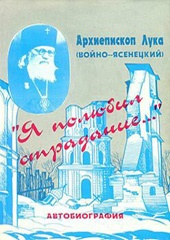 Архиепископ Лука
(ВОЙНО–ЯСЕНЕЦКИЙ)
"Я полюбил
страдание..."
АВТОБИОГРАФИЯ